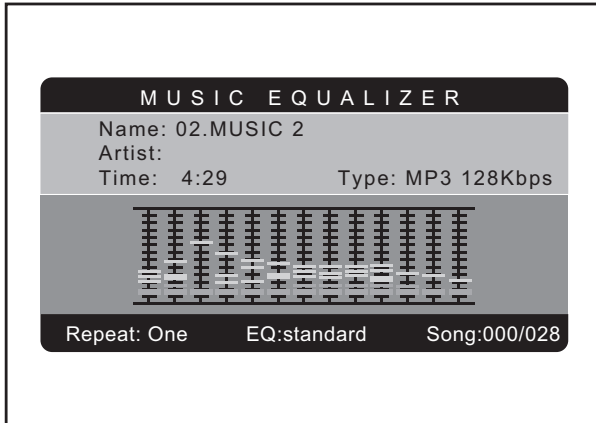 MUSIC EQUALIZER
Name: 02.MUSIC 2
Artist:
Time: 4:29 Type: MP3 128Kbps
Repeat: One EQ:standard Song:000/028